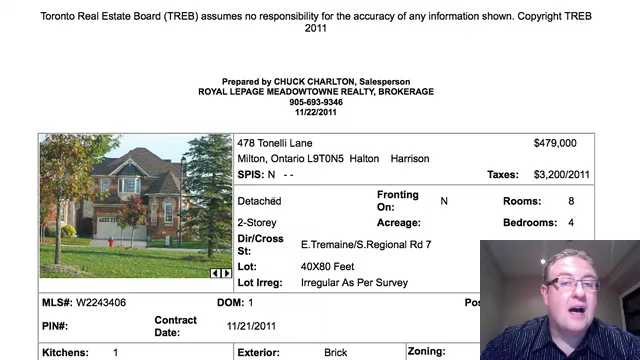 Toronto Real Estate Board (TREB) assumes no responsibility for the accuracy of any information shown. Copyright TREB
2011
Prepared by CHUCK CHARLTON, Salesperson
ROYAL LEPAGE MEADOWTOWNE REALTY, BROKERAGE
905-693-9346
11/22/2011
478 Tonelli Lane $479,000
Milton, Ontario L9T0N5 Halton Harrison
SPIS: N - - Taxes: $3,200/2011
Detached Fronting On: N Rooms: 8
2-Storey Acreage: Bedrooms: 4
Dir/Cross St: E.Tremaine/S.Regional Rd 7
Lot: 40X80 Feet
Lot Irreg: Irregular As Per Survey
MLS#: W2243406 DOM: 1
PIN#: Contract Date: 11/21/2011
Kitchens: 1 Exterior: Brick Zoning: